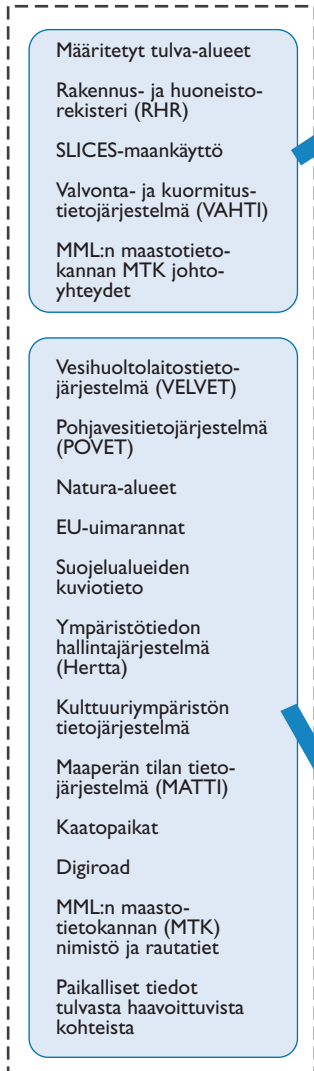 Määritetyt tulva-alueet
Rakennus- ja huoneisto-
rekisteri (RHR)
SLICES-maankäyttö
Valvonta- ja kuormitus-
tietojärjestelmä (VAHTI)
MML:n maastotieto-
kannan MTK johto-
yhteydet
Vesihuoltolaitostieto-
järjestelmä (VELVET)
Pohjavesitietojärjestelmä
(POVET)
Natura-alueet
EU-uimarannat
Suojelualueiden
kuviotieto
Ympäristötiedon
hallintajärjestelmä
(Hertta)
Kulttuuriympäristön
tietojärjestelmä
Maaperän tilan tieto-
järjestelmä (MATTI)
Kaatopaikat
Digiroad
MML:n maasto-
tietokannan (MTK)
nimistö ja rautatiet
Paikalliset tiedot
tulvasta haavoittuvista
kohteista